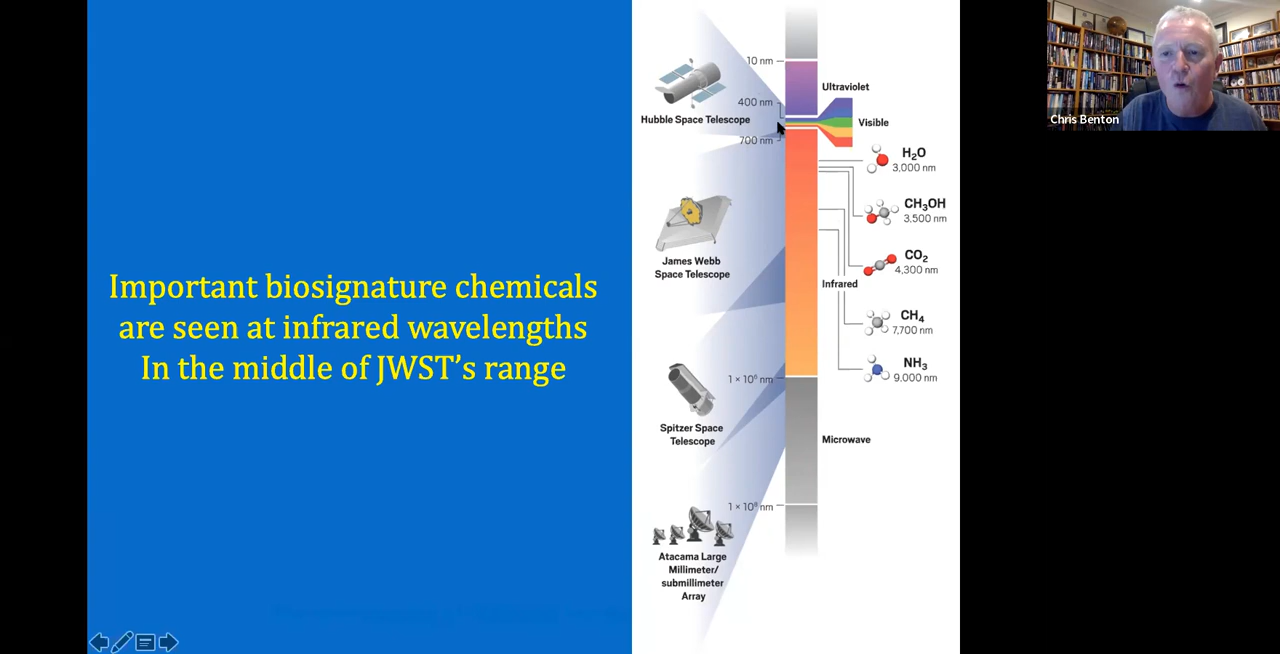 Important biosignature chemicals
are seen at infrared wavelengths
In the middle of JWST's range
Hubble Space Telescope
James Webb
Space Telescope
Spitzer Space
Telescope
Atacama Large
Millimeter/
submillimeter
Array
10 nm
400 nm
700 nm
1 × 10⁶ nm
1 × 10⁹ nm
Ultraviolet
Visible
Infrared
Microwave
H₂O
3,000 nm
CH₃OH
3,500 nm
CO₂
4,300 nm
CH₄
7,700 nm
NH₃
9,000 nm
Chris Benton